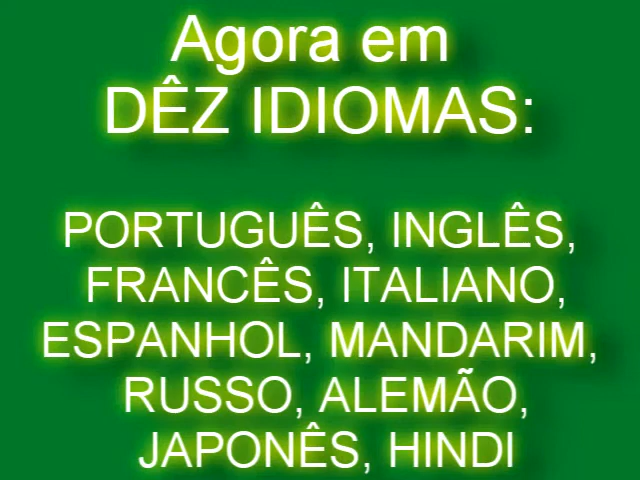 Agora em
DÊZ IDIOMAS:
PORTUGUÊS, INGLÊS,
FRANCÊS, ITALIANO,
ESPANHOL, MANDARIM,
RUSSO, ALEMÃO,
JAPONÊS, HINDI